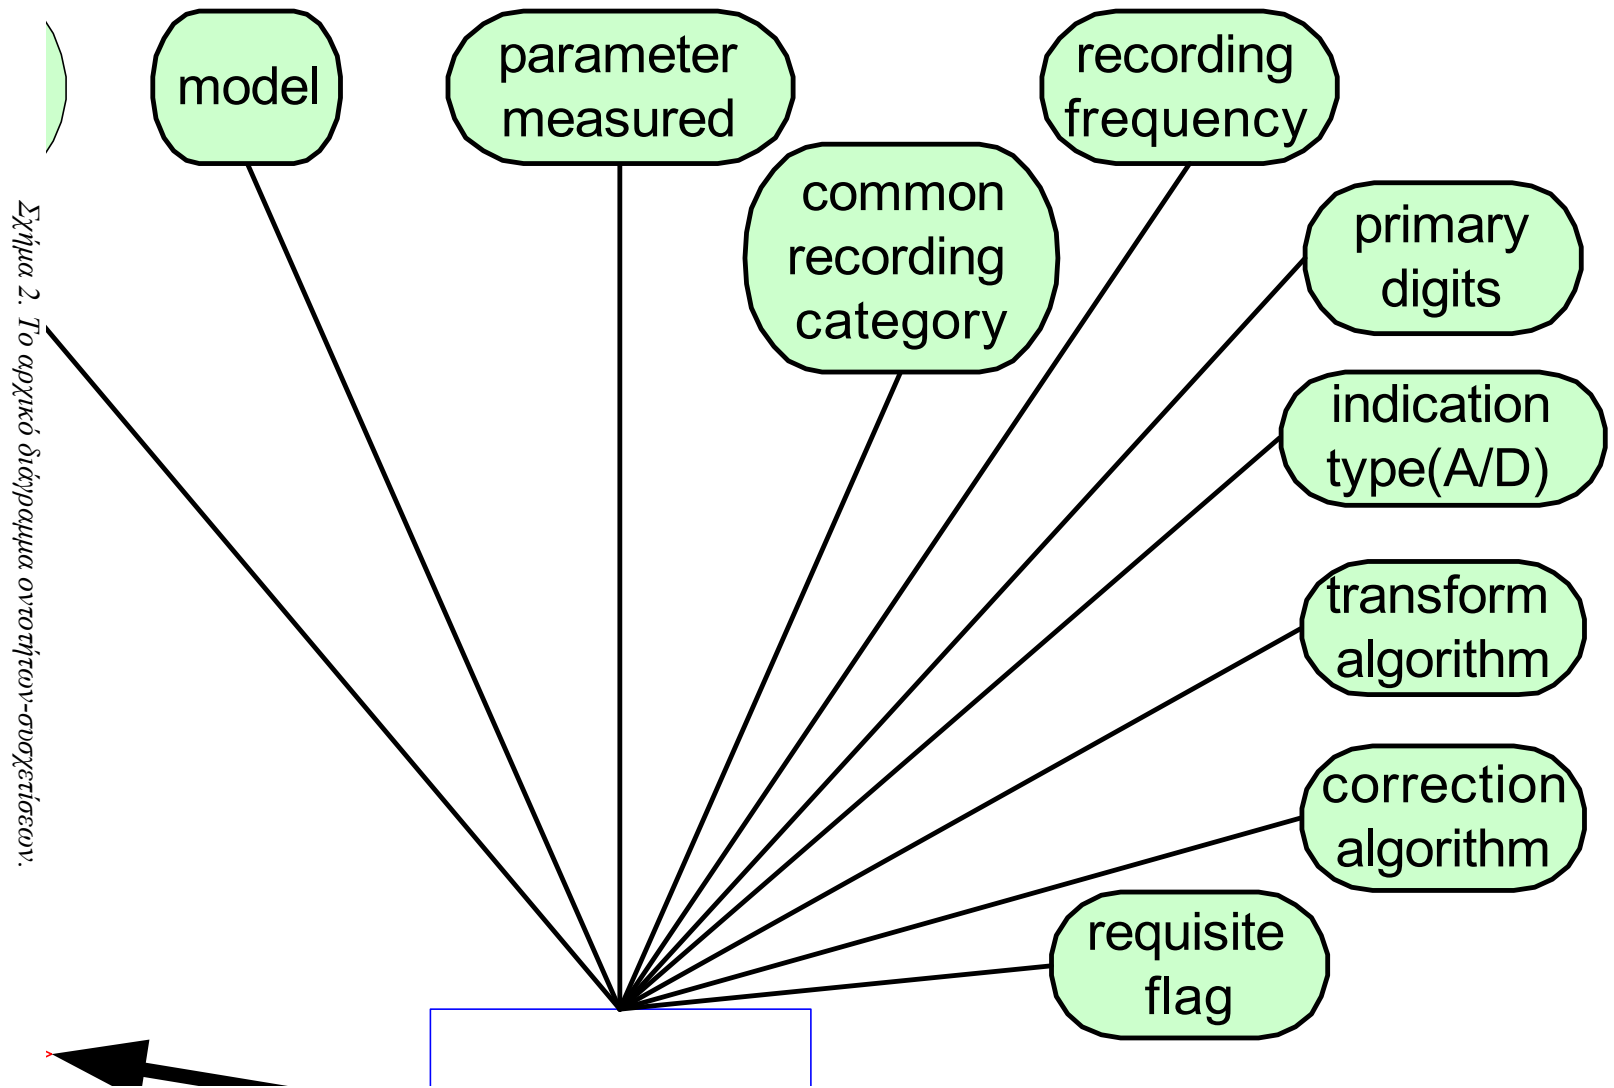 model
parameter
measured
recording
frequency
common
recording
category
primary
digits
indication
type(A/D)
transform
algorithm
correction
algorithm
requisite
flag
Σχήμα 2. Το αρχικό διάγραμμα οντοτήτων-συσχετίσεων.